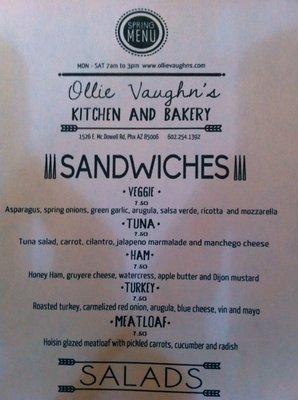 SPRING
MENU
MON - SAT 7am to 3pm www.ollievaughns.com
Ollie Vaughn's
KITCHEN AND BAKERY
1526 E. Mc Dowell Rd, Phx AZ 85006 602.254.1392
SANDWICHES
• VEGGIE •
7.50
Asparagus, spring onions, green garlic, arugula, salsa verde, ricotta and mozzarella
• TUNA •
7.50
Tuna salad, carrot, cilantro, jalapeno marmalade and manchego cheese
• HAM •
7.50
Honey Ham, gruyere cheese, watercress, apple butter and Dijon mustard
• TURKEY •
7.50
Roasted turkey, carmelized red onion, arugula, blue cheese, vin and mayo
• MEATLOAF •
7.50
Hoisin glazed meatloaf with pickled carrots, cucumber and radish
SALADS